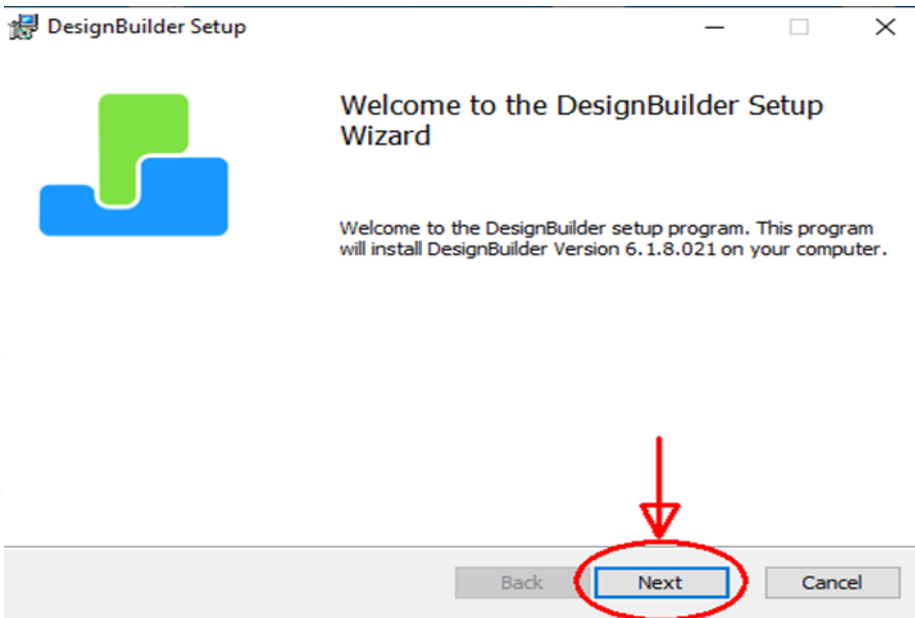 DesignBuilder Setup
Welcome to the DesignBuilder Setup
Wizard
Welcome to the DesignBuilder setup program. This program
will install DesignBuilder Version 6.1.8.021 on your computer.
Back
Next
Cancel